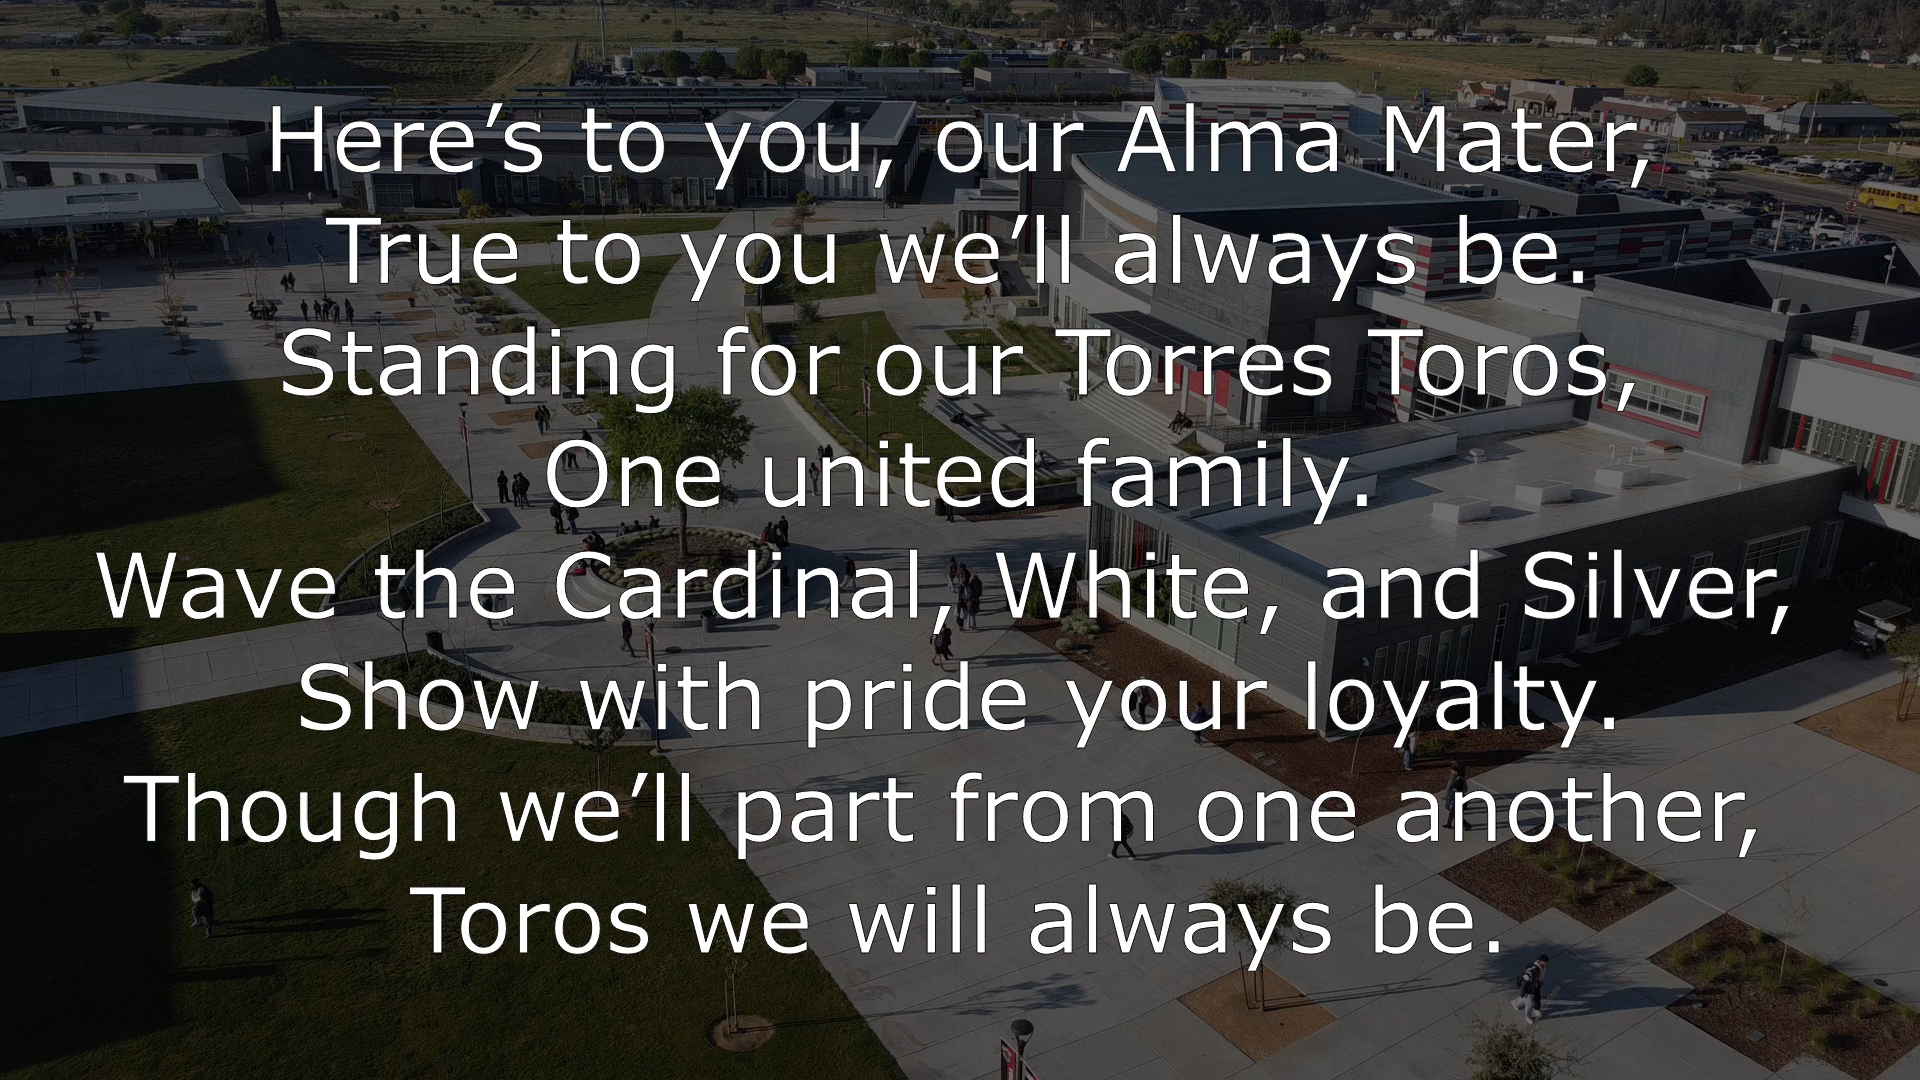 Here’s to you, our Alma Mater,
True to you we’ll always be.
Standing for our Torres Toros,
One united family.
Wave the Cardinal, White, and Silver,
Show with pride your loyalty.
Though we’ll part from one another,
Toros we will always be.